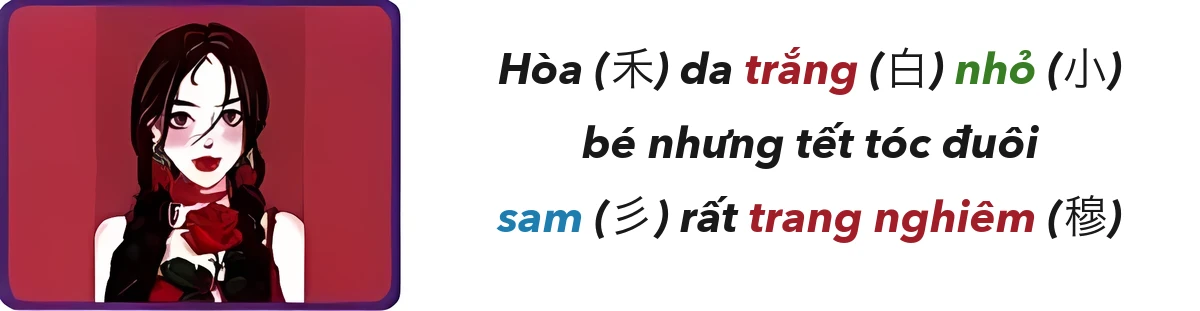 Hòa (禾) da trắng (白) nhỏ (小)
bé nhưng tết tóc đuôi
sam (彡) rất trang nghiêm (穆)